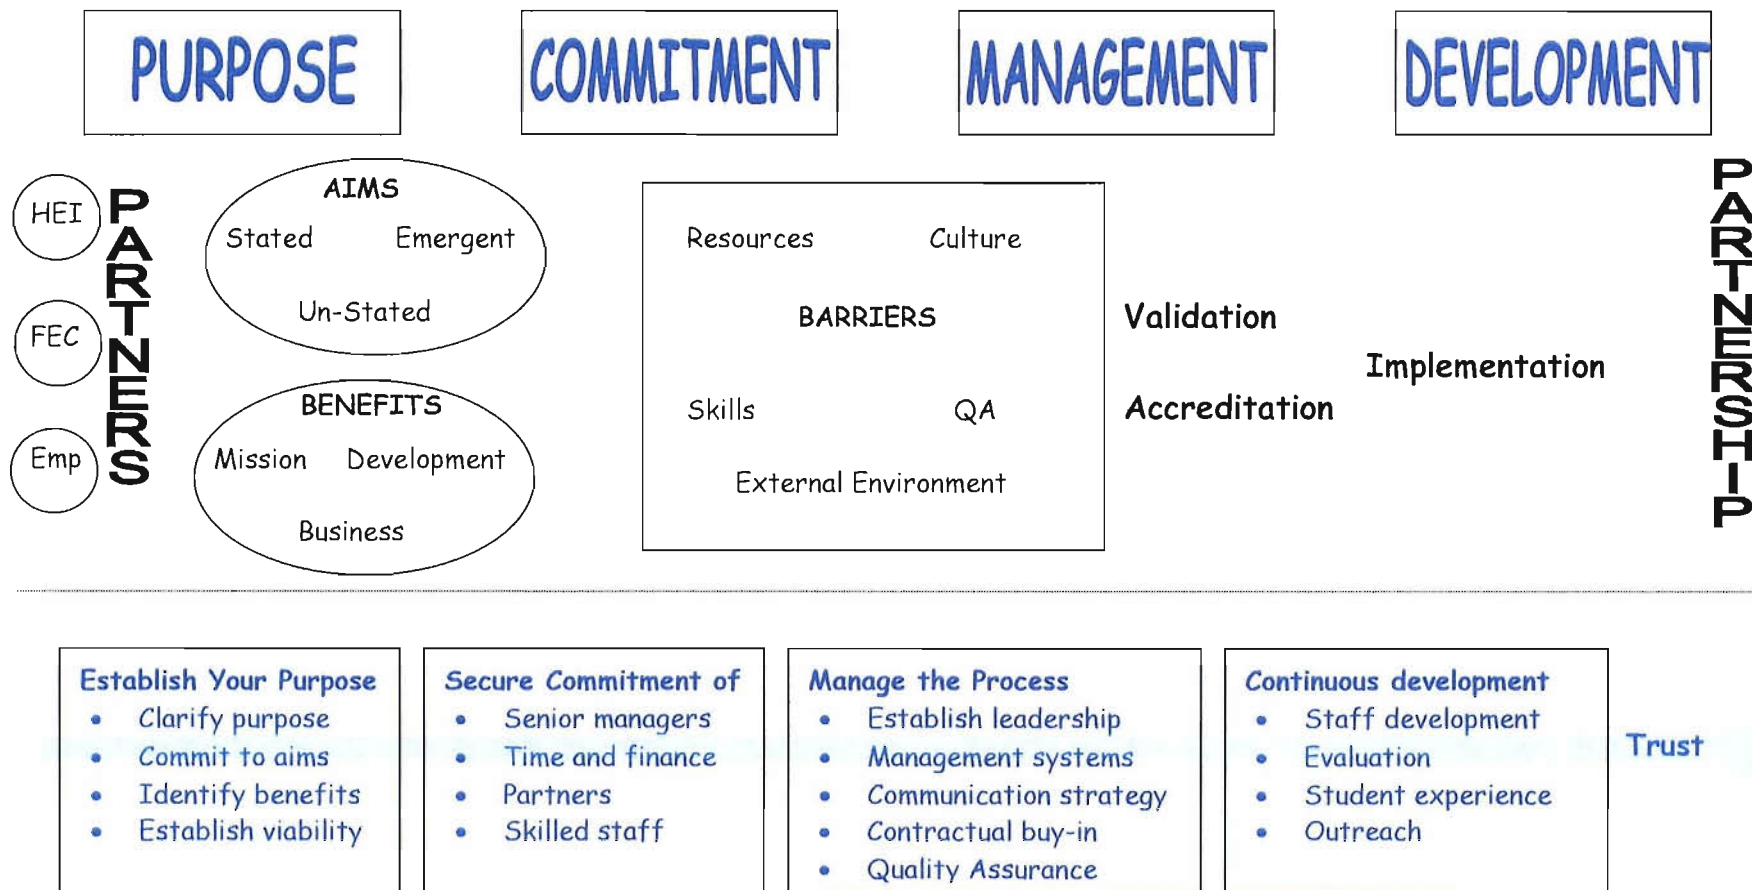 PURPOSE
COMMITMENT
MANAGEMENT
DEVELOPMENT
HEI
FEC
Emp
PARTNERS
AIMS
Stated Emergent
Un-Stated
BENEFITS
Mission Development
Business
Resources Culture
BARRIERS
Skills QA
External Environment
Validation
Accreditation
Implementation
PARTNERSHIP
Establish Your Purpose
• Clarify purpose
• Commit to aims
• Identify benefits
• Establish viability
Secure Commitment of
• Senior managers
• Time and finance
• Partners
• Skilled staff
Manage the Process
• Establish leadership
• Management systems
• Communication strategy
• Contractual buy-in
• Quality Assurance
Continuous development
• Staff development
• Evaluation
• Student experience
• Outreach
Trust